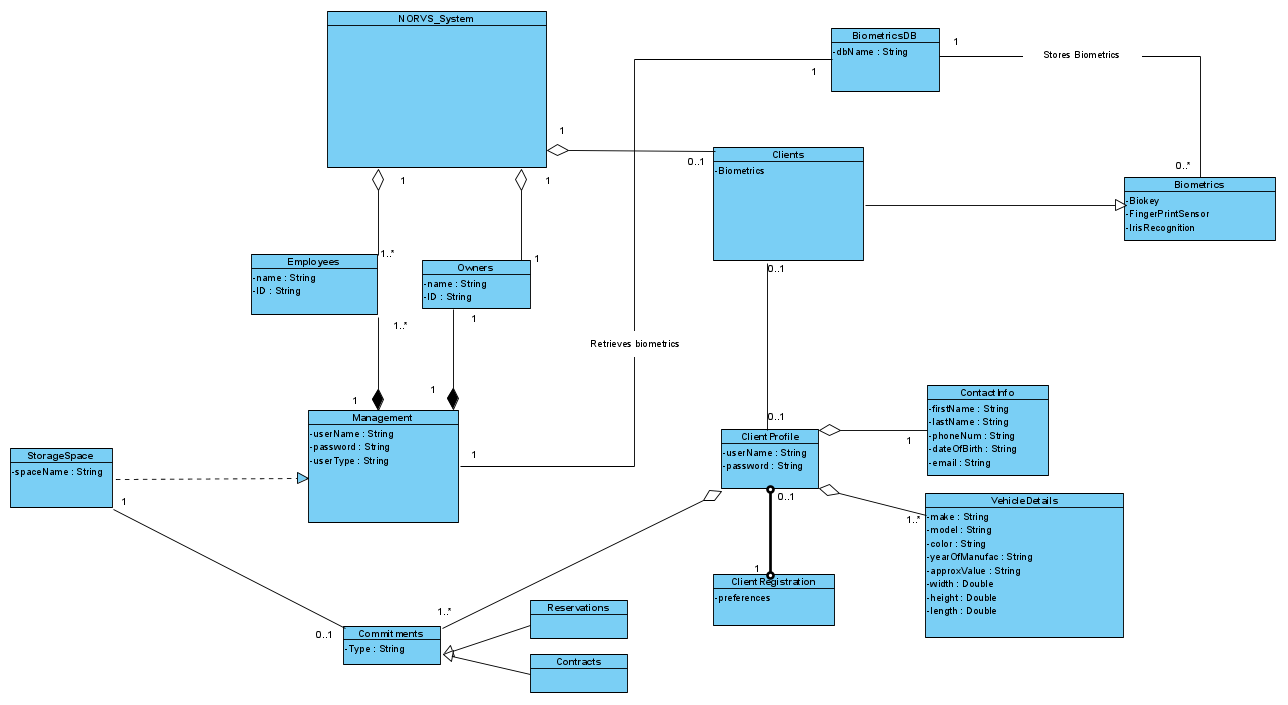 NORVS_System
BiometricsDB
-dbName : String
1
Stores Biometrics
1
1
0..1
Clients
-Biometrics
0..*
Biometrics
-Biokey
-FingerPrintSensor
-IrisRecognition
1
1
1..*
1
Employees
-name : String
-ID : String
Owners
-name : String
-ID : String
0..1
1..*
1
Retrieves biometrics
1
1
0..1
Management
-userName : String
-password : String
-userType : String
1
ClientProfile
-userName : String
-password : String
0..1
1
ContactInfo
-firstName : String
-lastName : String
-phoneNum : String
-dateOfBirth : String
-email : String
StorageSpace
-spaceName : String
1
1..*
VehicleDetails
-make : String
-model : String
-color : String
-yearOfManufac : String
-approxValue : String
-width : Double
-height : Double
-length : Double
1
ClientRegistration
-preferences
1..*
0..1
Commitments
-Type : String
Reservations
Contracts